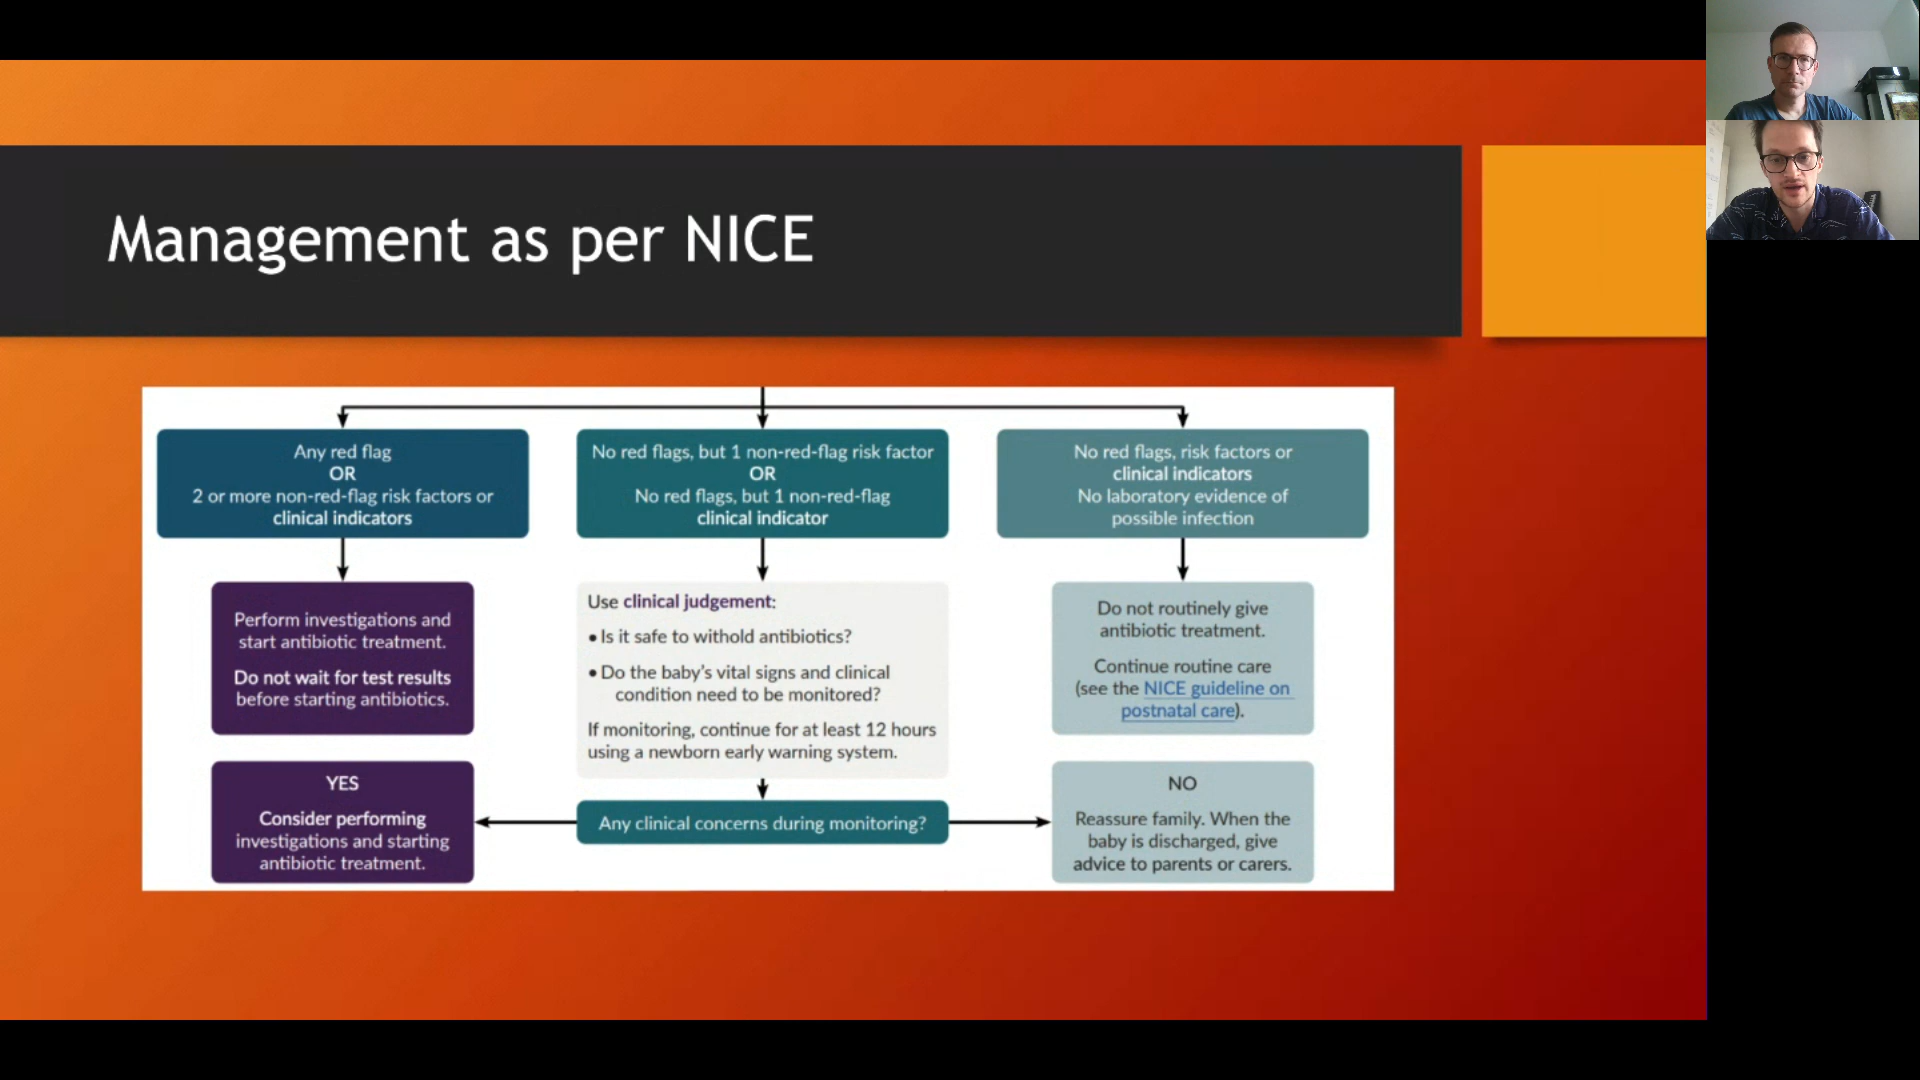 Management as per NICE
Any red flag
OR
2 or more non-red-flag risk factors or
clinical indicators
No red flags, but 1 non-red-flag risk factor
OR
No red flags, but 1 non-red-flag
clinical indicator
No red flags, risk factors or
clinical indicators
No laboratory evidence of
possible infection
Perform investigations and
start antibiotic treatment.
Do not wait for test results
before starting antibiotics.
Use clinical judgement:
• Is it safe to withold antibiotics?
• Do the baby's vital signs and clinical
condition need to be monitored?
If monitoring, continue for at least 12 hours
using a newborn early warning system.
Do not routinely give
antibiotic treatment.
Continue routine care
(see the NICE guideline on
postnatal care).
YES
Consider performing
investigations and starting
antibiotic treatment.
Any clinical concerns during monitoring?
NO
Reassure family. When the
baby is discharged, give
advice to parents or carers.